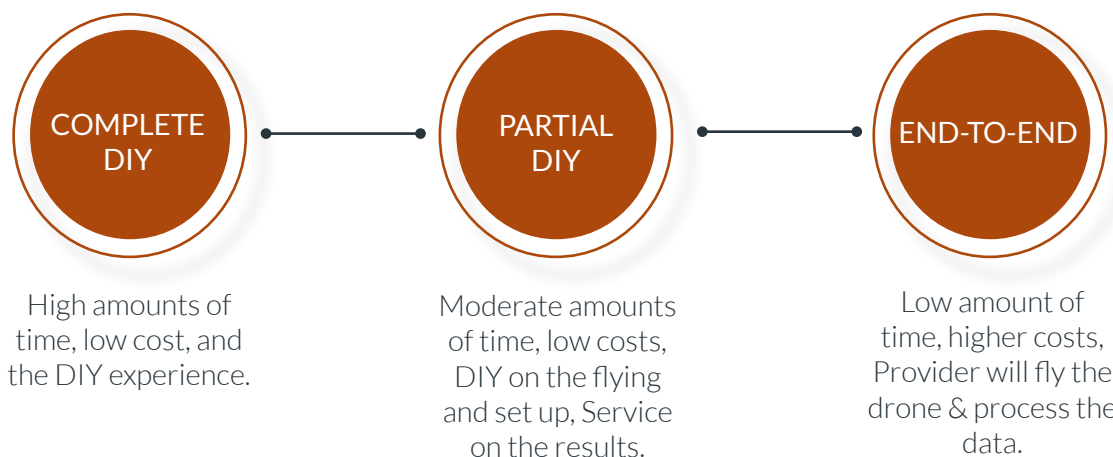 COMPLETE
DIY
High amounts of
time, low cost, and
the DIY experience.
PARTIAL
DIY
Moderate amounts
of time, low costs,
DIY on the flying
and set up, Service
on the results.
END-TO-END
Low amount of
time, higher costs,
Provider will fly the
drone & process the
data.